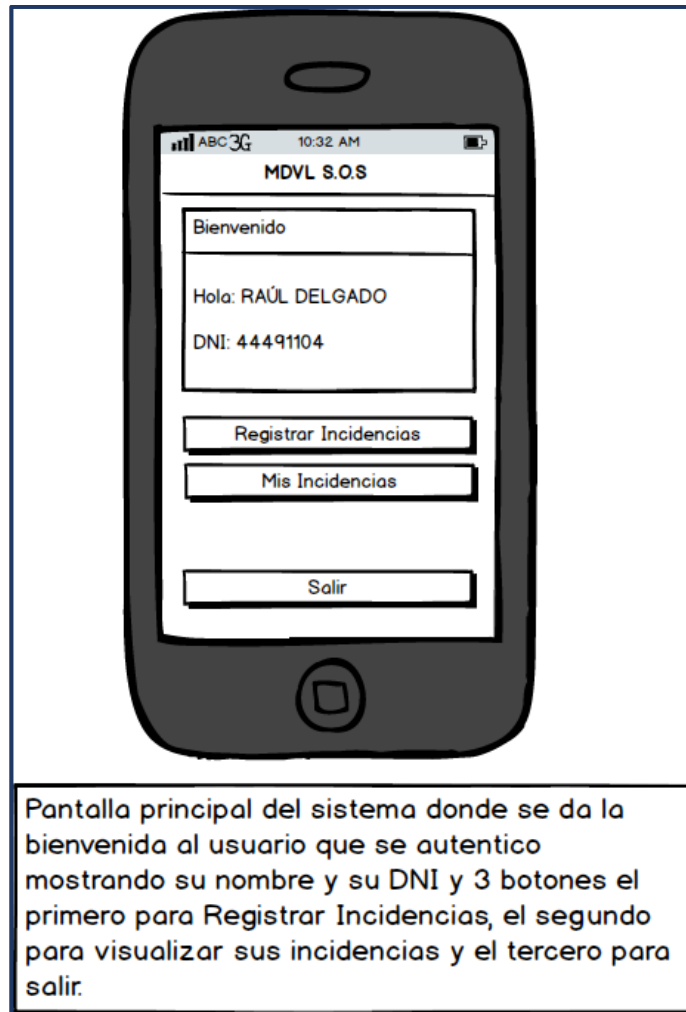 ABC 3G 10:32 AM
MDVL S.O.S
Bienvenido
Hola: RAÚL DELGADO
DNI: 44491104
Registrar Incidencias
Mis Incidencias
Salir
Pantalla principal del sistema donde se da la
bienvenida al usuario que se autentico
mostrando su nombre y su DNI y 3 botones el
primero para Registrar Incidencias, el segundo
para visualizar sus incidencias y el tercero para
salir.